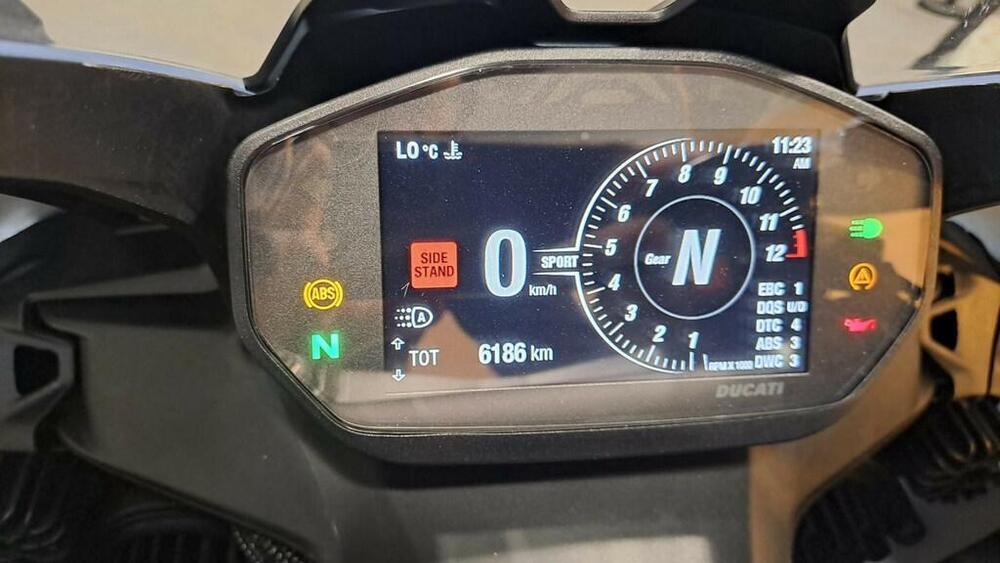 LO °C
11:23
AM
SIDE
STAND
0
km/h
SPORT
Gear N
1
2
3
4
5
6
7
8
9
10
11
12
RPM X 1000
EBC 1
DQS U/D
DTC 4
ABS 3
DWC 3
ABS
N
A
TOT 6186 km
DUCATI